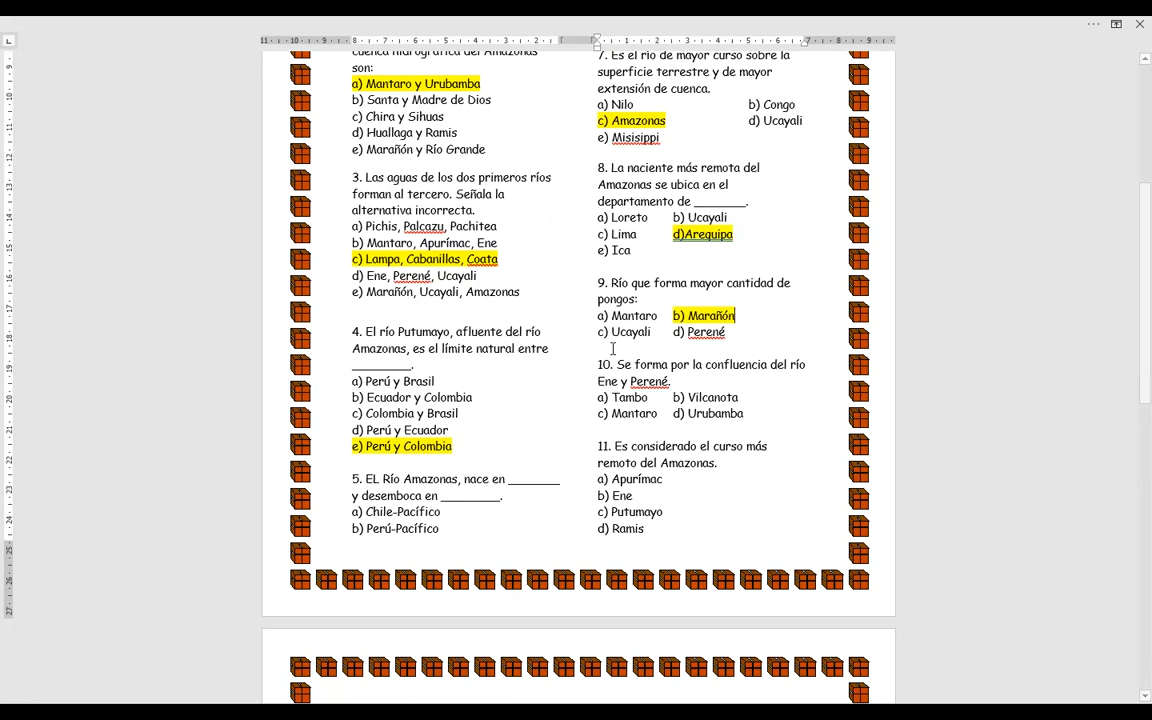 cuenca hidrográfica del Amazonas
son:
a) Mantaro y Urubamba
b) Santa y Madre de Dios
c) Chira y Sihuas
d) Huallaga y Ramis
e) Marañón y Río Grande
3. Las aguas de los dos primeros ríos
forman al tercero. Señala la
alternativa incorrecta.
a) Pichis, Palcazu, Pachitea
b) Mantaro, Apurímac, Ene
c) Lampa, Cabanillas, Coata
d) Ene, Perené, Ucayali
e) Marañón, Ucayali, Amazonas
4. El río Putumayo, afluente del río
Amazonas, es el límite natural entre
_________.
a) Perú y Brasil
b) Ecuador y Colombia
c) Colombia y Brasil
d) Perú y Ecuador
e) Perú y Colombia
5. EL Río Amazonas, nace en ________
y desemboca en _________.
a) Chile-Pacífico
b) Perú-Pacífico
7. Es el río de mayor curso sobre la
superficie terrestre y de mayor
extensión de cuenca.
a) Nilo b) Congo
c) Amazonas d) Ucayali
e) Misisippi
8. La naciente más remota del
Amazonas se ubica en el
departamento de ________.
a) Loreto b) Ucayali
c) Lima d)Arequipa
e) Ica
9. Río que forma mayor cantidad de
pongos:
a) Mantaro b) Marañón
c) Ucayali d) Perené
10. Se forma por la confluencia del río
Ene y Perené.
a) Tambo b) Vilcanota
c) Mantaro d) Urubamba
11. Es considerado el curso más
remoto del Amazonas.
a) Apurímac
b) Ene
c) Putumayo
d) Ramis